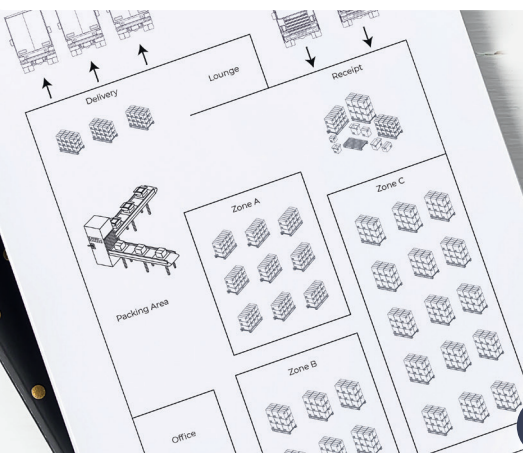 Delivery
Lounge
Receipt
Zone A
Zone C
Packing Area
Zone B
Office